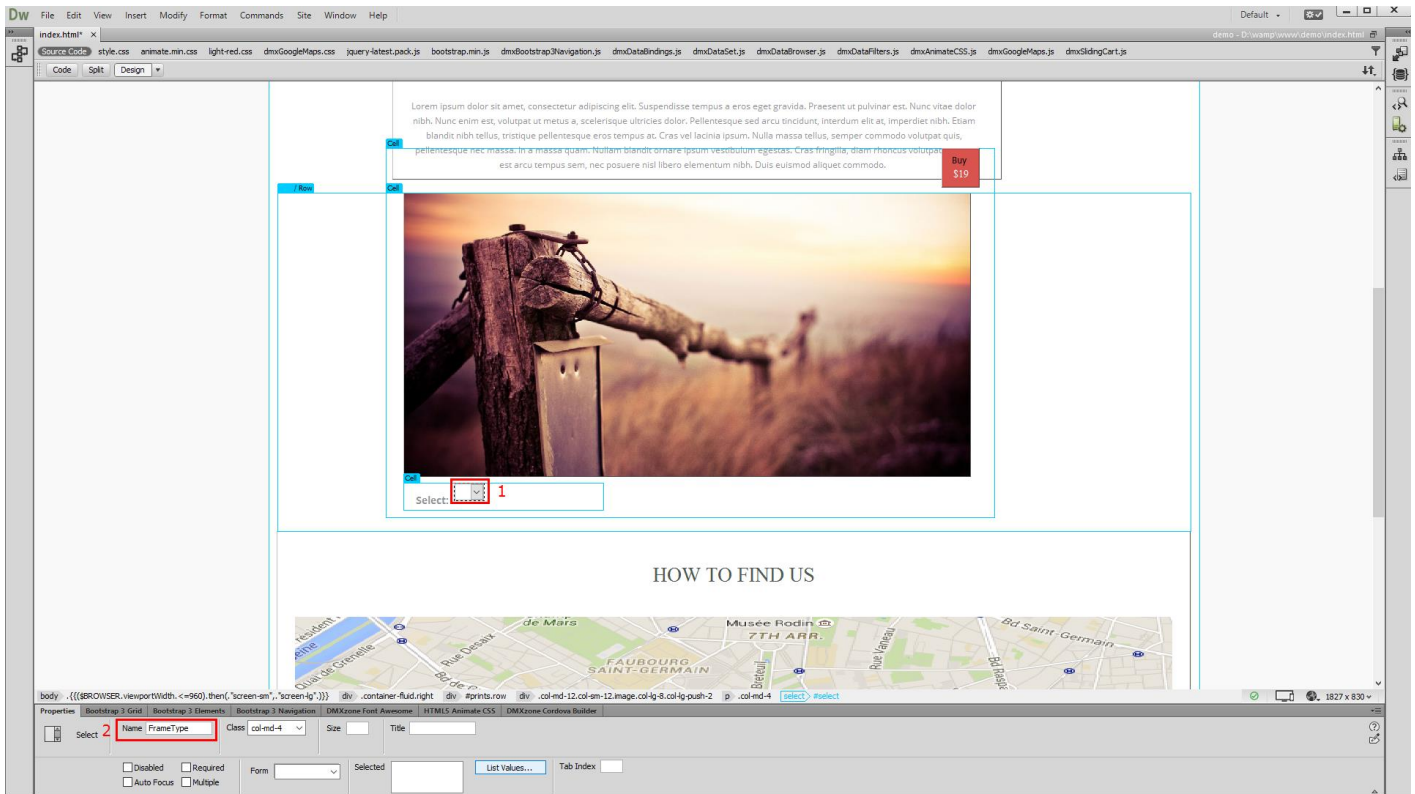 Dw File Edit View Insert Modify Format Commands Site Window Help Default
index.html* × demo - D:\wamp\www\demo\index.html
Source Code style.css animate.min.css light-red.css dmxGoogleMaps.css jquery-latest.pack.js bootstrap.min.js dmxBootstrap3Navigation.js dmxDataBindings.js dmxDataSet.js dmxDataBrowser.js dmxDataFilters.js dmxAnimateCSS.js dmxGoogleMaps.js dmxSlidingCart.js
Code Split Design
Lorem ipsum dolor sit amet, consectetur adipiscing elit. Suspendisse tempus a eros eget gravida. Praesent ut pulvinar est. Nunc vitae dolor
nibh. Nunc enim est, volutpat ut metus a, scelerisque ultricies dolor. Pellentesque sed arcu tincidunt, interdum elit at, imperdiet nibh. Etiam
blandit nibh tellus, tristique pellentesque eros tempus at. Cras vel lacinia ipsum. Nulla massa tellus, semper commodo volutpat quis,
Cell
pellentesque nec massa. In a massa quam. Nullam blandit ornare ipsum vestibulum egestas. Cras fringilla, diam rhoncus volutpat
est arcu tempus sem, nec posuere nisl libero elementum nibh. Duis euismod aliquet commodo.
Buy
$19
/ Row Cell
Cell
Select: 1
HOW TO FIND US
de Mars Musée Rodin Bd Saint-Germain
7TH ARR.
Rue Desaix Rue Vaneau
FAUBOURG
SAINT-GERMAIN
body .{{($BROWSER.viewportWidth. <=960).then(."screen-sm",."screen-lg".)}} div .container-fluid.right div #prints.row div .col-md-12.col-sm-12.image.col-lg-8.col-lg-push-2 p .col-md-4 select #select 1827 x 830
Properties Bootstrap 3 Grid Bootstrap 3 Elements Bootstrap 3 Navigation DMXzone Font Awesome HTML5 Animate CSS DMXzone Cordova Builder
Select 2 Name FrameType Class col-md-4 Size Title
Disabled Required Form Selected List Values... Tab Index
Auto Focus Multiple